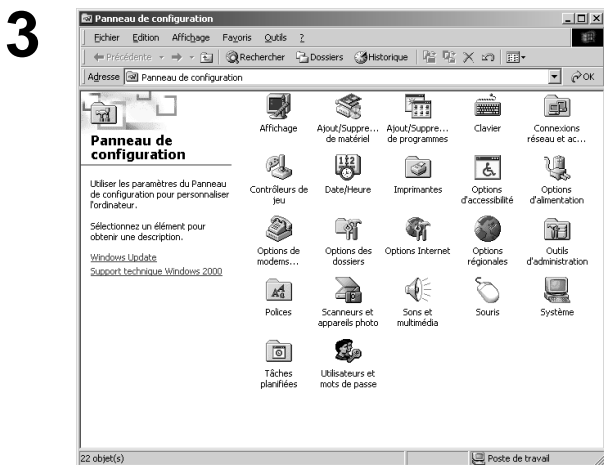 3
Panneau de configuration
Fichier Edition Affichage Favoris Outils ?
Précédente Rechercher Dossiers Historique
Adresse Panneau de configuration OK
Panneau de
configuration
Utiliser les paramètres du Panneau
de configuration pour personnaliser
l'ordinateur.
Sélectionnez un élément pour
obtenir une description.
Windows Update
Support technique Windows 2000
Affichage
Ajout/Suppre...
de matériel
Ajout/Suppre...
de programmes
Clavier
Connexions
réseau et ac...
Contrôleurs de
jeu
Date/Heure
Imprimantes
Options
d'accessibilité
Options
d'alimentation
Options de
modems...
Options des
dossiers
Options Internet
Options
régionales
Outils
d'administration
Polices
Scanneurs et
appareils photo
Sons et
multimédia
Souris
Système
Tâches
planifiées
Utilisateurs et
mots de passe
22 objet(s) Poste de travail